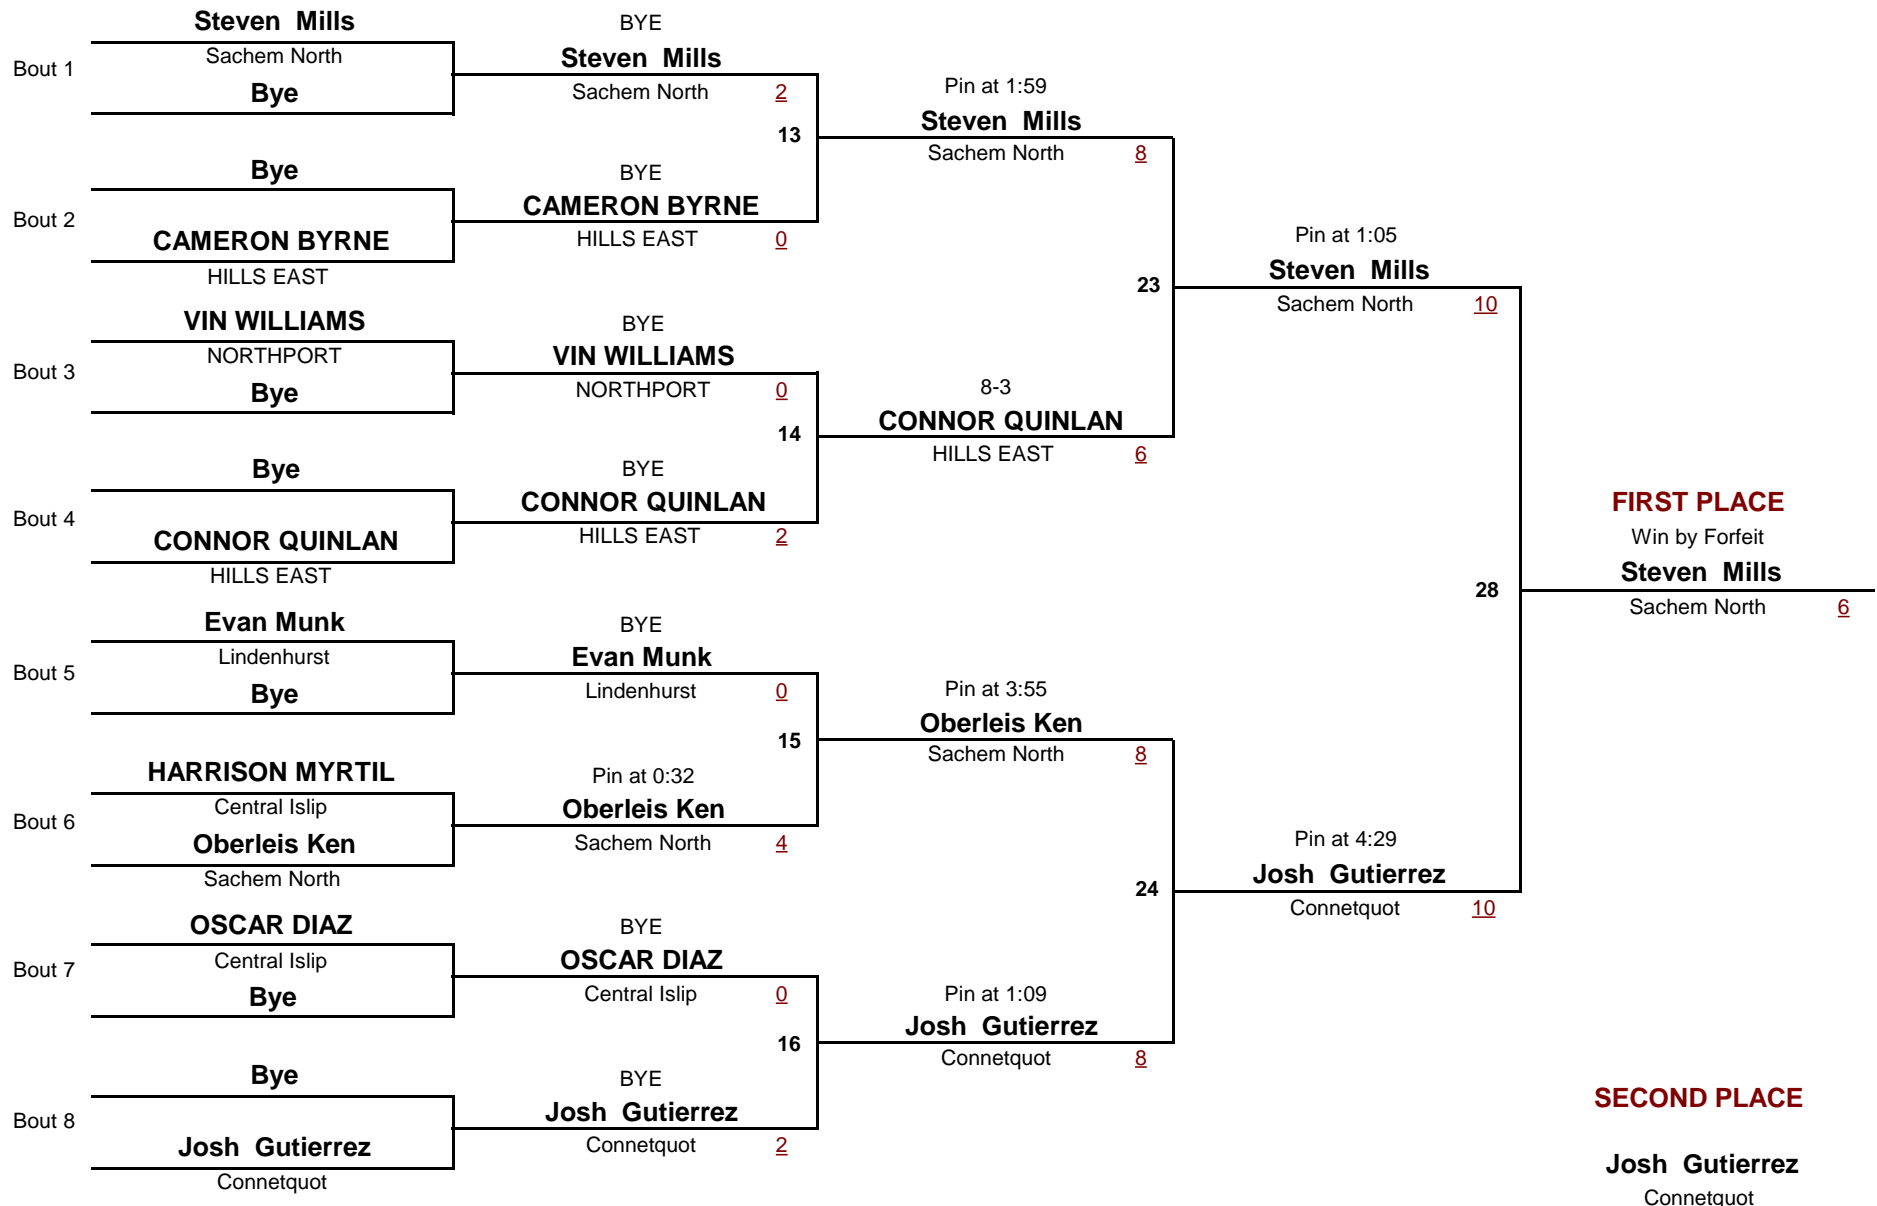 Steven  Mills
Bout 1
Sachem North
Bye
Bye
Bout 2
CAMERON BYRNE
HILLS EAST
VIN WILLIAMS
Bout 3
NORTHPORT
Bye
Bye
Bout 4
CONNOR QUINLAN
HILLS EAST
Evan Munk
Bout 5
Lindenhurst
Bye
HARRISON MYRTIL
Bout 6
Central Islip
Oberleis Ken
Sachem North
OSCAR DIAZ
Bout 7
Central Islip
Bye
Bye
Bout 8
Josh  Gutierrez
Connetquot
BYE
Steven  Mills
Sachem North 2
13
BYE
CAMERON BYRNE
HILLS EAST 0
BYE
VIN WILLIAMS
NORTHPORT 0
14
BYE
CONNOR QUINLAN
HILLS EAST 2
BYE
Evan Munk
Lindenhurst 0
15
Pin at 0:32
Oberleis Ken
Sachem North 4
BYE
OSCAR DIAZ
Central Islip 0
16
BYE
Josh  Gutierrez
Connetquot 2
Pin at 1:59
Steven  Mills
Sachem North 8
23
8-3
CONNOR QUINLAN
HILLS EAST 6
Pin at 3:55
Oberleis Ken
Sachem North 8
24
Pin at 1:09
Josh  Gutierrez
Connetquot 8
Pin at 1:05
Steven  Mills
Sachem North 10
28
Pin at 4:29
Josh  Gutierrez
Connetquot 10
FIRST PLACE
Win by Forfeit
Steven  Mills
Sachem North 6
SECOND PLACE
Josh  Gutierrez
Connetquot